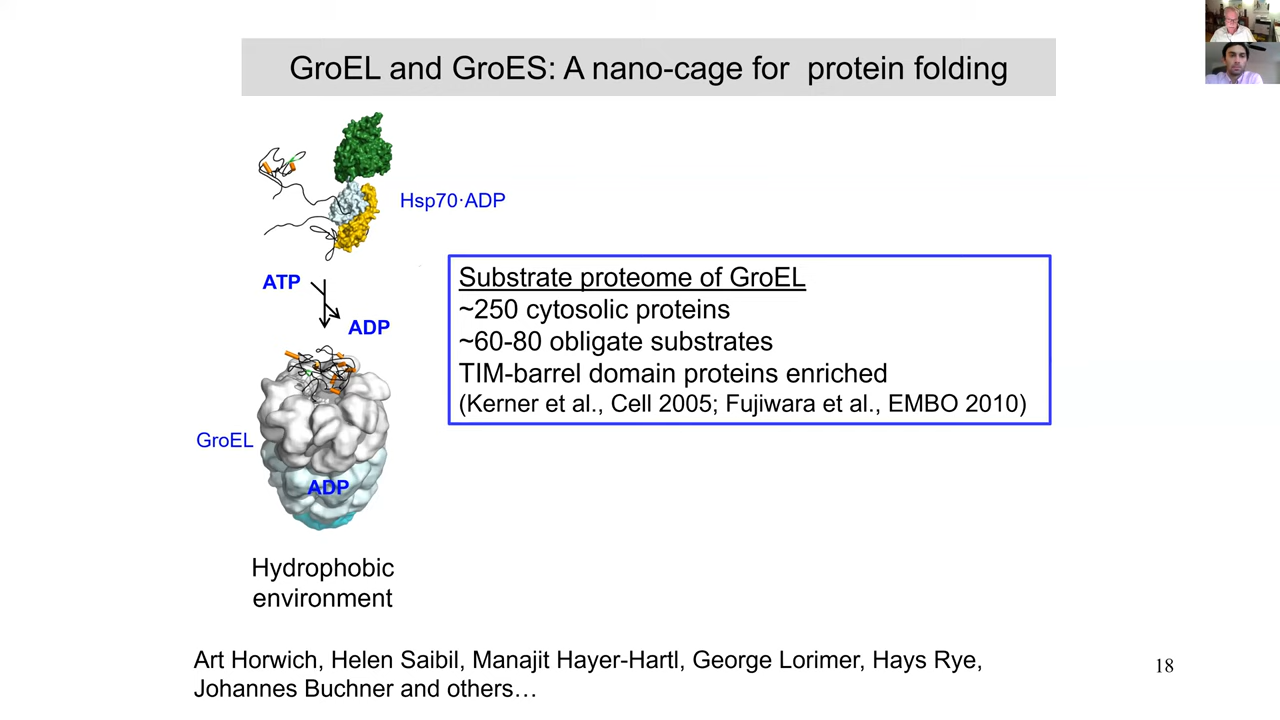 GroEL and GroES: A nano-cage for protein folding
Hsp70·ADP
ATP
ADP
Substrate proteome of GroEL
~250 cytosolic proteins
~60-80 obligate substrates
TIM-barrel domain proteins enriched
(Kerner et al., Cell 2005; Fujiwara et al., EMBO 2010)
GroEL
ADP
Hydrophobic
environment
Art Horwich, Helen Saibil, Manajit Hayer-Hartl, George Lorimer, Hays Rye,
Johannes Buchner and others…
18